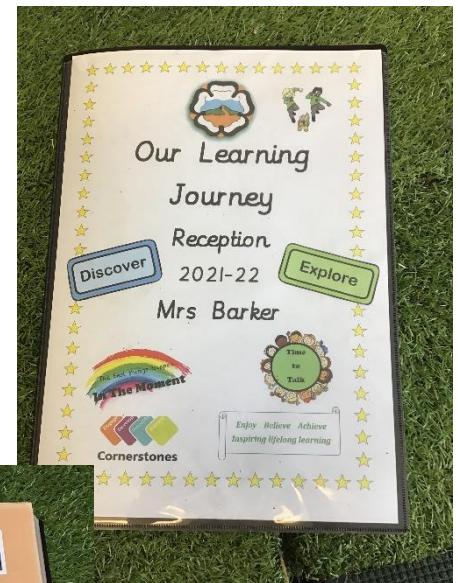 Our Learning
Journey
Reception
Discover
2021-22
Explore
Mrs Barker
In The Moment
Time
to
Talk
Cornerstones
Enjoy Believe Achieve
Inspiring lifelong learning